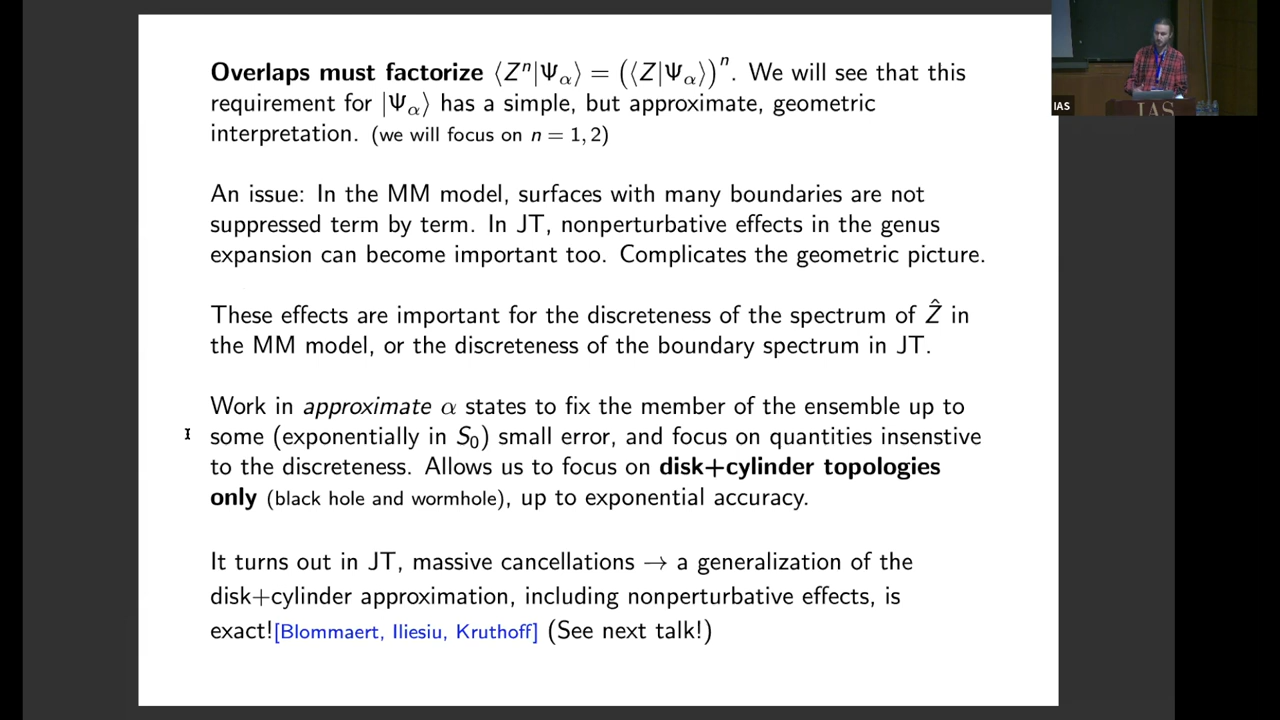 Overlaps must factorize ⟨Zⁿ|Ψ_α⟩ = (⟨Z|Ψ_α⟩)ⁿ. We will see that this
requirement for |Ψ_α⟩ has a simple, but approximate, geometric
interpretation. (we will focus on n = 1, 2)
An issue: In the MM model, surfaces with many boundaries are not
suppressed term by term. In JT, nonperturbative effects in the genus
expansion can become important too. Complicates the geometric picture.
These effects are important for the discreteness of the spectrum of Ẑ in
the MM model, or the discreteness of the boundary spectrum in JT.
Work in approximate α states to fix the member of the ensemble up to
some (exponentially in S₀) small error, and focus on quantities insenstive
to the discreteness. Allows us to focus on disk+cylinder topologies
only (black hole and wormhole), up to exponential accuracy.
It turns out in JT, massive cancellations → a generalization of the
disk+cylinder approximation, including nonperturbative effects, is
exact![Blommaert, Iliesiu, Kruthoff] (See next talk!)
IAS
IAS